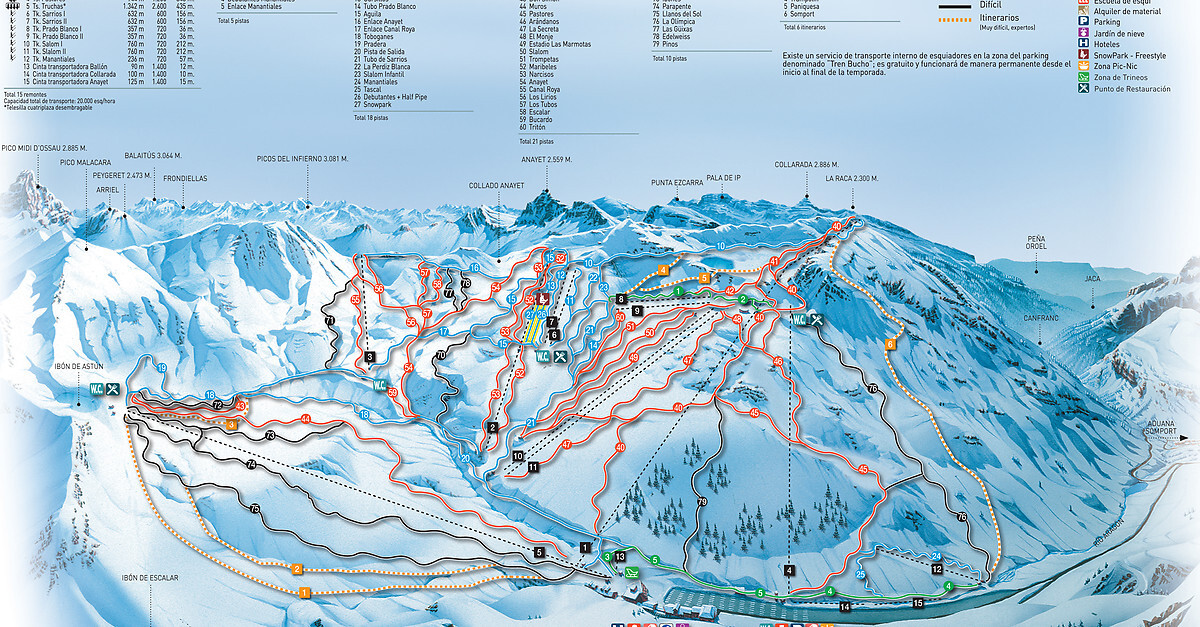 5 Ts. Truchas* 1.342 m 2.600 435 m.
6 Tk. Sarrios I 632 m 600 156 m.
7 Tk. Sarrios II 632 m 600 156 m.
8 Tk. Prado Blanco I 357 m 720 36 m.
9 Tk. Prado Blanco II 357 m 720 36 m.
10 Tk. Slalom I 760 m 720 212 m.
11 Tk. Slalom II 760 m 720 212 m.
12 Tk. Manantiales 236 m 720 57 m.
13 Cinta transportadora Ballón 90 m 1.400 12 m.
14 Cinta transportadora Collarada 100 m 1.400 10 m.
15 Cinta transportadora Anayet 125 m 1.400 15 m.
Total 15 remontes
Capacidad total de transporte: 20.000 esq/hora
*Telesilla cuatriplaza desembragable
5 Enlace Manantiales
Total 5 pistas
14 Tubo Prado Blanco
15 Aguila
16 Enlace Anayet
17 Enlace Canal Roya
18 Toboganes
19 Pradera
20 Pista de Salida
21 Tubo de Sarrios
22 La Perdiz Blanca
23 Slalom Infantil
24 Manantiales
25 Tascal
26 Debutantes + Half Pipe
27 Snowpark
Total 18 pistas
44 Muros
45 Pastores
46 Arándanos
47 La Secreta
48 El Monje
49 Estadio Las Marmotas
50 Slalom
51 Trompetas
52 Maribeles
53 Narcisos
54 Anayet
55 Canal Roya
56 Los Lirios
57 Los Tubos
58 Escalar
59 Bucardo
60 Tritón
Total 21 pistas
74 Parapente
75 Llanos del Sol
76 La Olímpica
77 Las Güixas
78 Edelweiss
79 Pinos
Total 10 pistas
5 Paniquesa
6 Somport
Total 6 itinerarios
Existe un servicio de transporte interno de esquiadores en la zona del parking
denominado "Tren Bucho"; es gratuito y funcionará de manera permanente desde el
inicio al final de la temporada.
Difícil
Itinerarios
(Muy difícil, expertos)
Escuela de esquí
Alquiler de material
Parking
Jardín de nieve
Hoteles
SnowPark - Freestyle
Zona Pic-Nic
Zona de Trineos
Punto de Restauración
PICO MIDI D'OSSAU 2.885 M.
PICO MALACARA
PEYGERET 2.473 M.
ARRIEL
BALAITÚS 3.064 M.
FRONDIELLAS
PICOS DEL INFIERNO 3.081 M.
COLLADO ANAYET
ANAYET 2.559 M.
PUNTA EZCARRA
PALA DE IP
COLLARADA 2.886 M.
LA RACA 2.300 M.
PEÑA
OROEL
JACA
CANFRANC
ADUANA
SOMPORT
RIO ARAGON
IBÓN DE ASTÚN
IBÓN DE ESCALAR
W.C.
W.C.
W.C.
W.C.